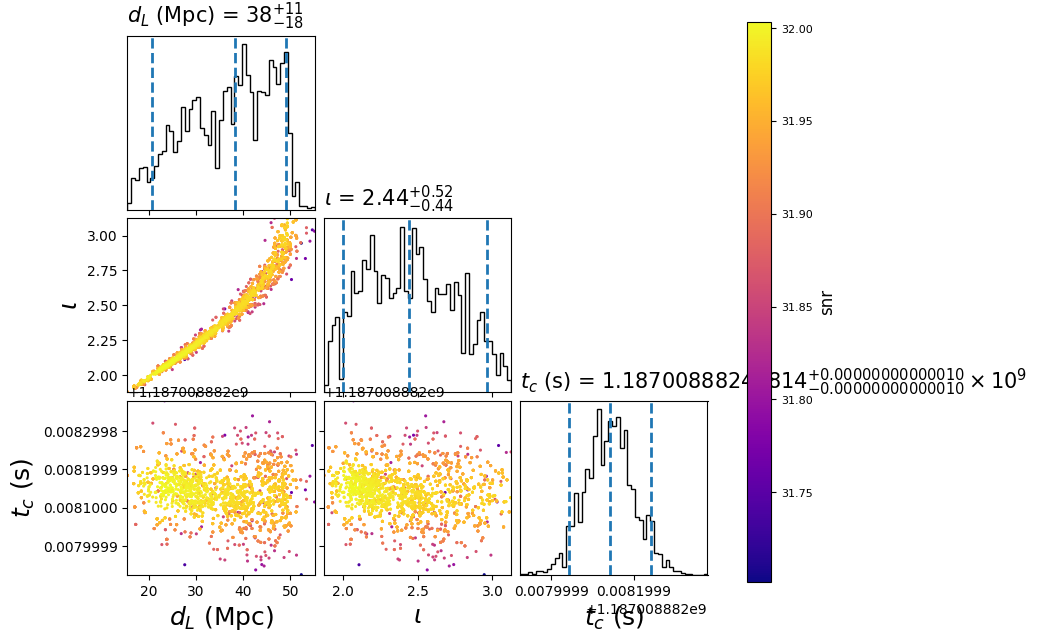 d_L (Mpc) = 38^{+11}_{-18}
32.00
31.95
31.90
31.85
31.80
31.75
snr
ι = 2.44^{+0.52}_{-0.44}
3.00
2.75
2.50
2.25
2.00
ι
+1.187008882e9
+1.187008882e9
t_c (s) = 1.1870088824 814^{+0.00000000000010}_{-0.00000000000010} × 10^9
0.0082998
0.0081999
0.0081000
0.0079999
t_c (s)
20
30
40
50
d_L (Mpc)
2.0
2.5
3.0
ι
0.0079999
0.0081999
+1.187008882e9
t_c (s)